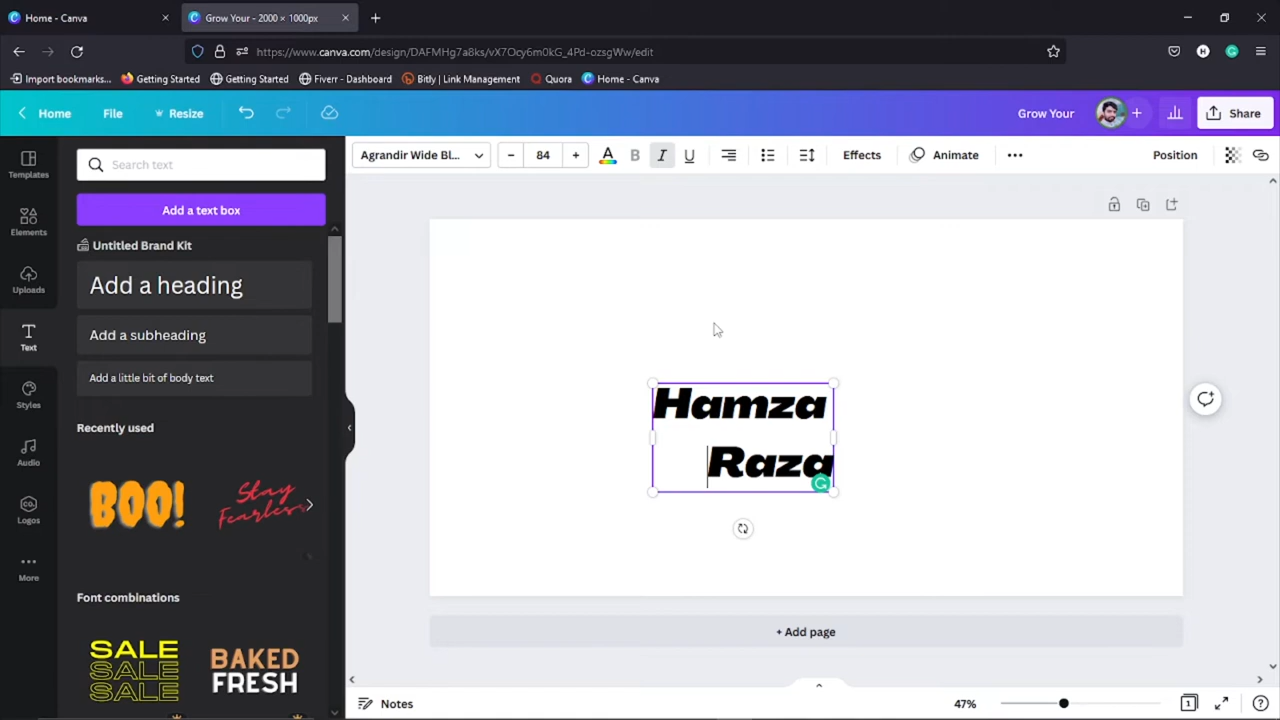 Home - Canva
Grow Your - 2000 × 1000px
https://www.canva.com/design/DAFMHg7a8ks/vX7Ocy6m0kG_4Pd-ozsgWw/edit
Import bookmarks...
Getting Started
Getting Started
Fiverr - Dashboard
Bitly | Link Management
Quora
Home - Canva
Home
File
Resize
Grow Your
Share
Templates
Elements
Uploads
Text
Styles
Audio
Logos
More
Search text
Add a text box
Untitled Brand Kit
Add a heading
Add a subheading
Add a little bit of body text
Recently used
BOO!
Stay
Fearless
Font combinations
SALE
SALE
SALE
BAKED
FRESH
Agrandir Wide Bl...
84
A
B
I
U
Effects
Animate
Position
Hamza
Raza
+ Add page
Notes
47%
1